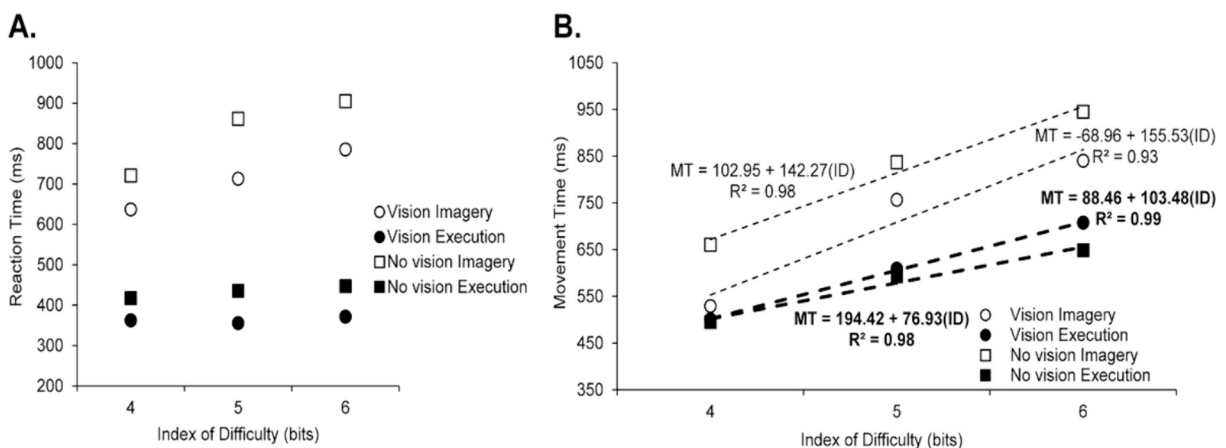 A.
1000
900
800
700
600
500
400
300
200
Reaction Time (ms)
4 5 6
Index of Difficulty (bits)
Vision Imagery
Vision Execution
No vision Imagery
No vision Execution
B.
1050
950
850
750
650
550
450
350
Movement Time (ms)
4 5 6
Index of Difficulty (bits)
MT = 102.95 + 142.27(ID)
R² = 0.98
MT = -68.96 + 155.53(ID)
R² = 0.93
MT = 88.46 + 103.48(ID)
R² = 0.99
MT = 194.42 + 76.93(ID)
R² = 0.98
Vision Imagery
Vision Execution
No vision Imagery
No vision Execution